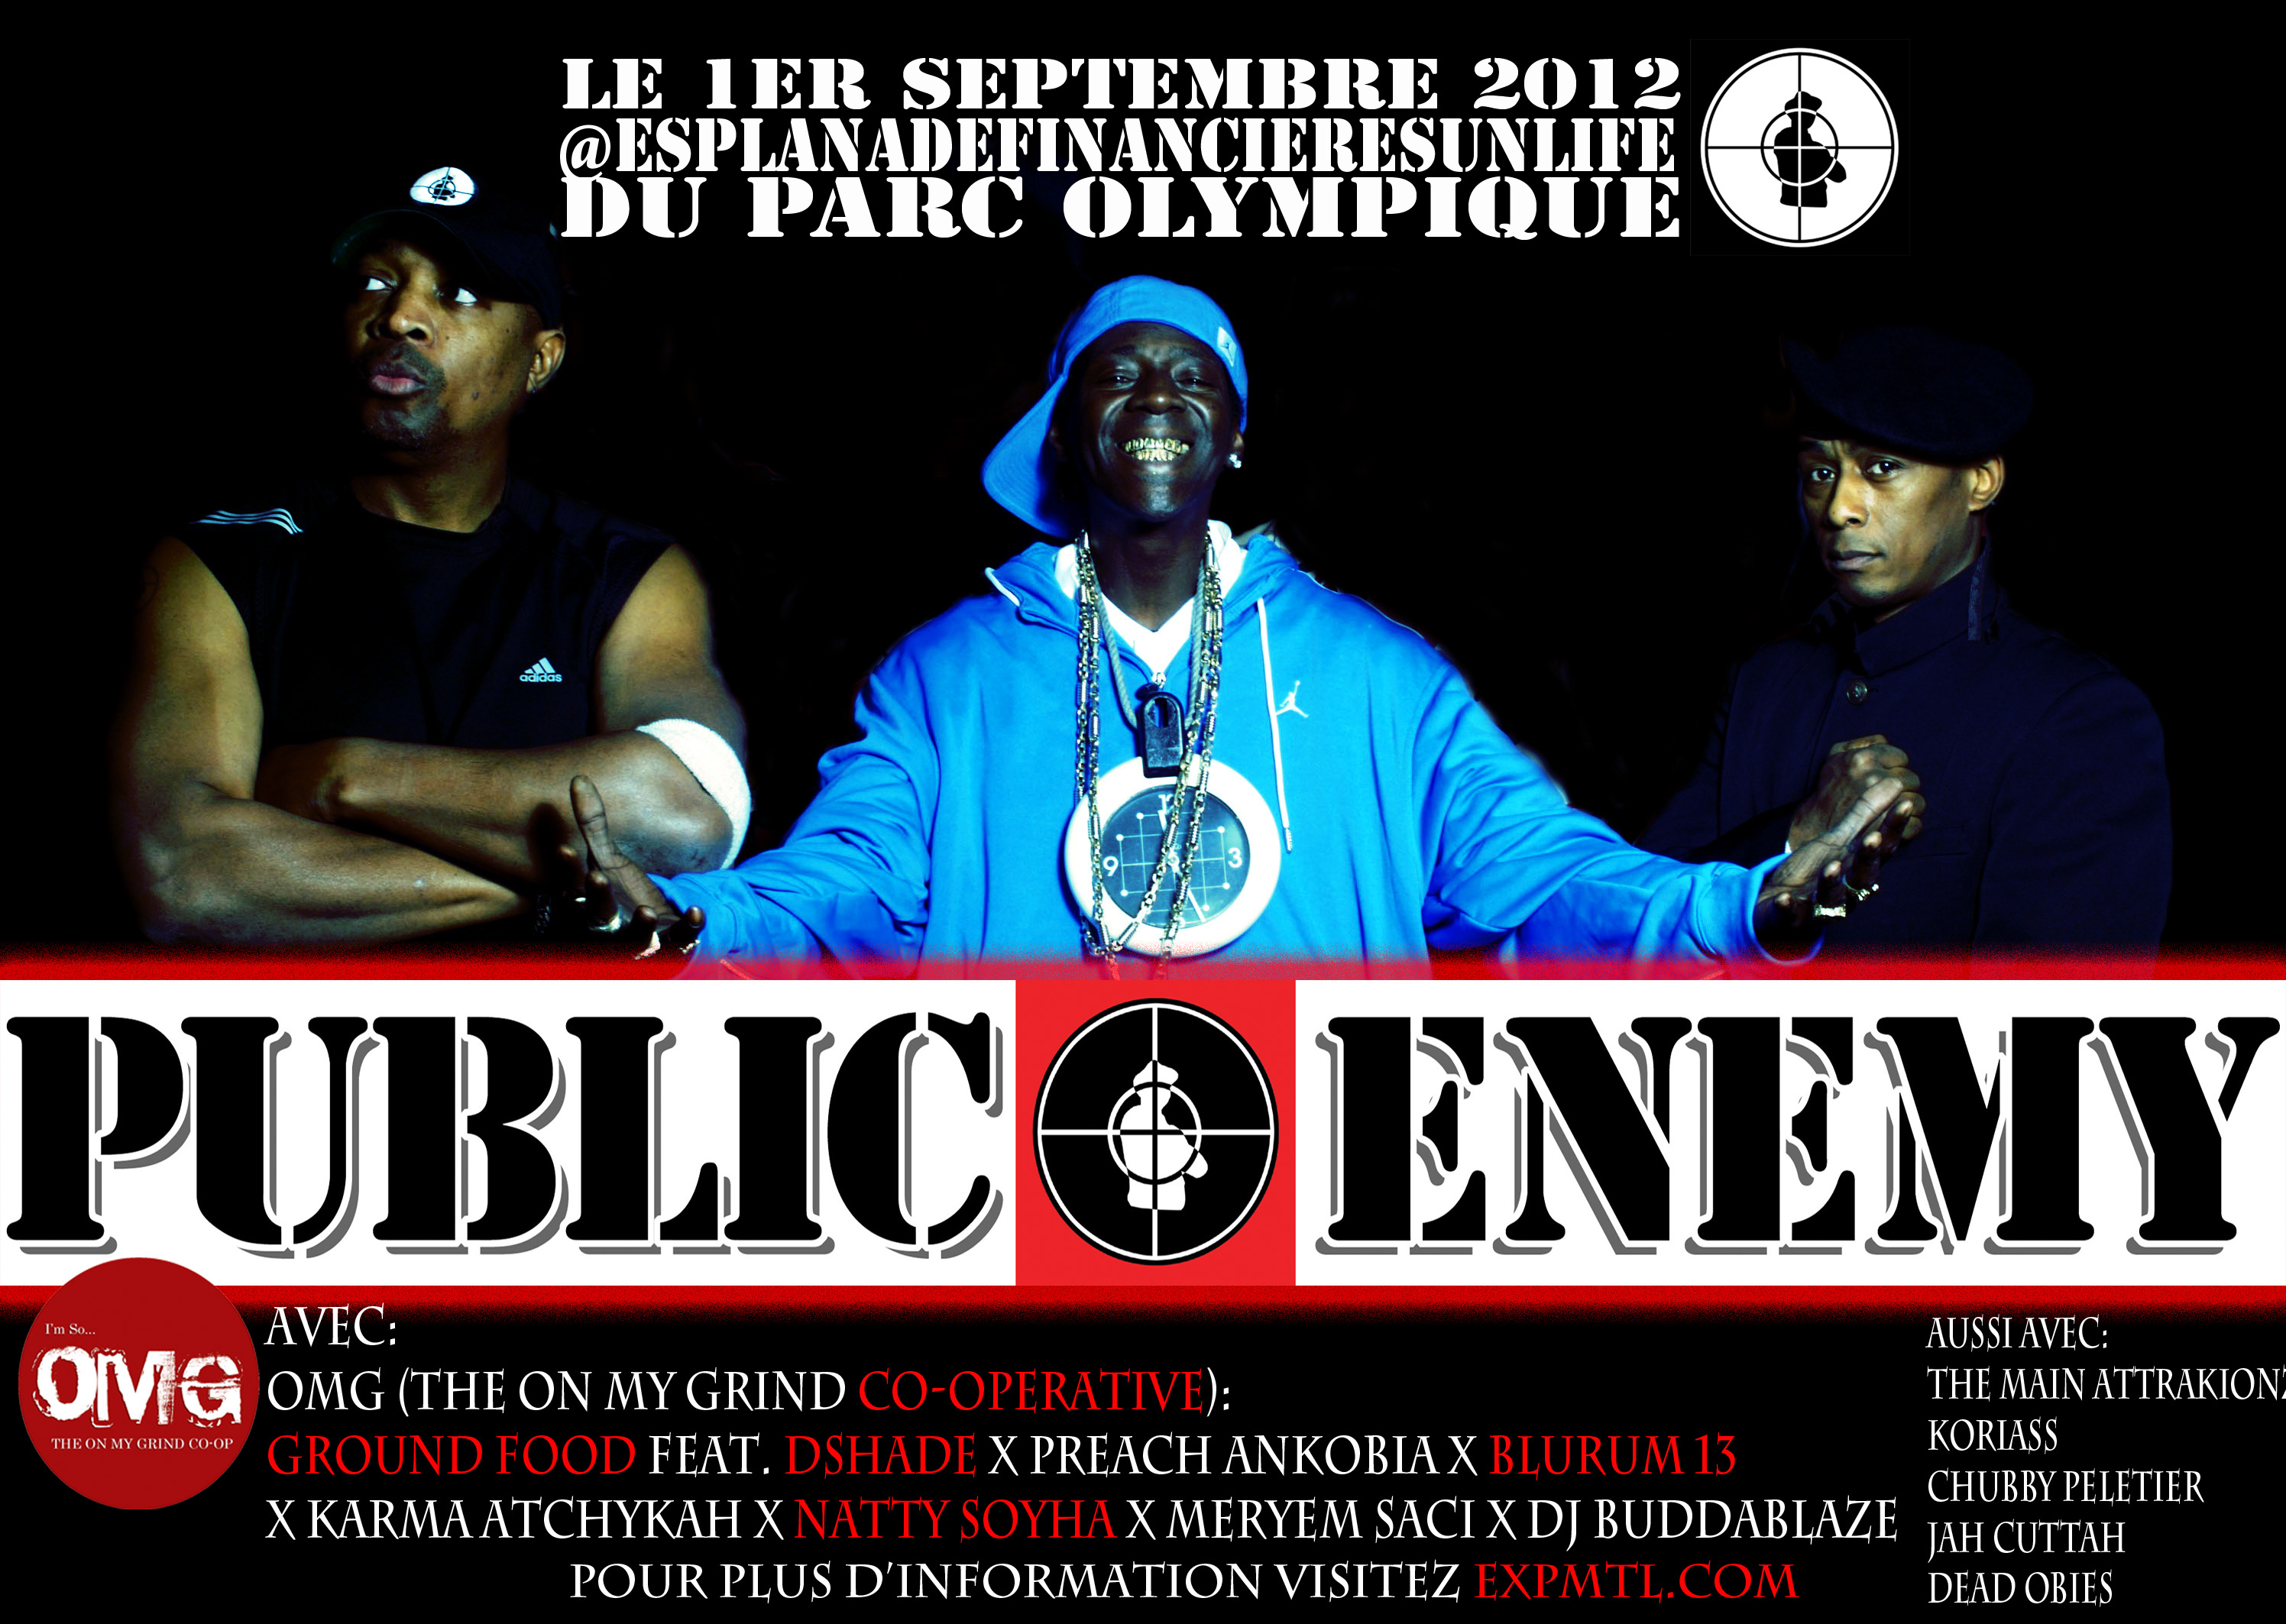 LE 1ER SEPTEMBRE 2012
@ESPLANADEFINANCIERESUNLIFE
DU PARC OLYMPIQUE
adidas
9 3
PUBLIC ENEMY
I'm So...
OMG
THE ON MY GRIND CO-OP
AVEC:
OMG (THE ON MY GRIND CO-OPERATIVE):
GROUND FOOD FEAT. DSHADE X PREACH ANKOBIA X BLURUM 13
X KARMA ATCHYKAH X NATTY SOYHA X MERYEM SACI X DJ BUDDABLAZE
POUR PLUS D'INFORMATION VISITEZ EXPMTL.COM
AUSSI AVEC:
THE MAIN ATTRAKIONZ
KORIASS
CHUBBY PELETIER
JAH CUTTAH
DEAD OBIES